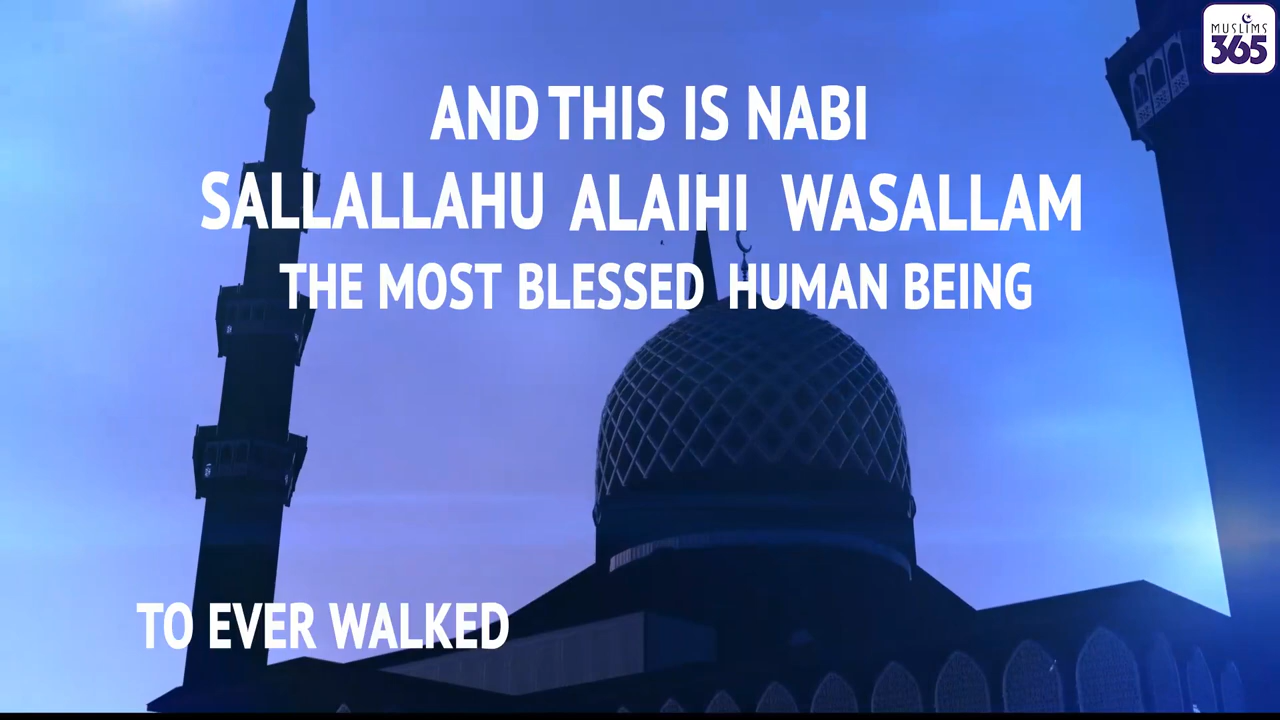 MUSLIMS
365
AND THIS IS NABI
SALLALLAHU ALAIHI WASALLAM
THE MOST BLESSED HUMAN BEING
TO EVER WALKED